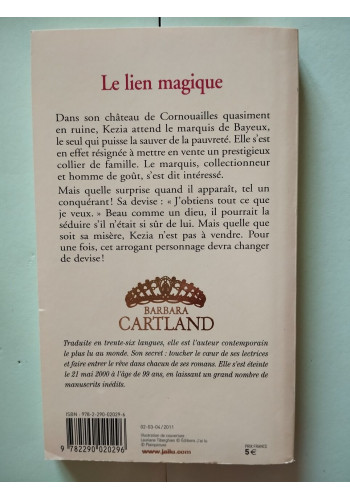 Le lien magique
Dans son château de Cornouailles quasiment
en ruine, Kezia attend le marquis de Bayeux,
le seul qui puisse la sauver de la pauvreté. Elle s'est
en effet résignée à mettre en vente un prestigieux
collier de famille. Le marquis, collectionneur
et homme de goût, s'est dit intéressé.
Mais quelle surprise quand il apparaît, tel un
conquérant! Sa devise : « J'obtiens tout ce que
je veux. » Beau comme un dieu, il pourrait la
séduire s'il n'était si sûr de lui. Mais quelle que
soit sa misère, Kezia n'est pas à vendre. Pour
une fois, cet arrogant personnage devra changer
de devise!
BARBARA
CARTLAND
Traduite en trente-six langues, elle est l'auteur contemporain
le plus lu au monde. Son secret : toucher le cœur de ses lectrices
et faire entrer le rêve dans chacun de ses romans. Elle s'est éteinte
le 21 mai 2000 à l'âge de 99 ans, en laissant un grand nombre de
manuscrits inédits.
ISBN : 978-2-290-02029-6
9 782290 020296
02-03-04/2011
www.jailu.com
PRIX FRANCE
5 €